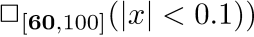 □[60,100](|x| < 0.1))